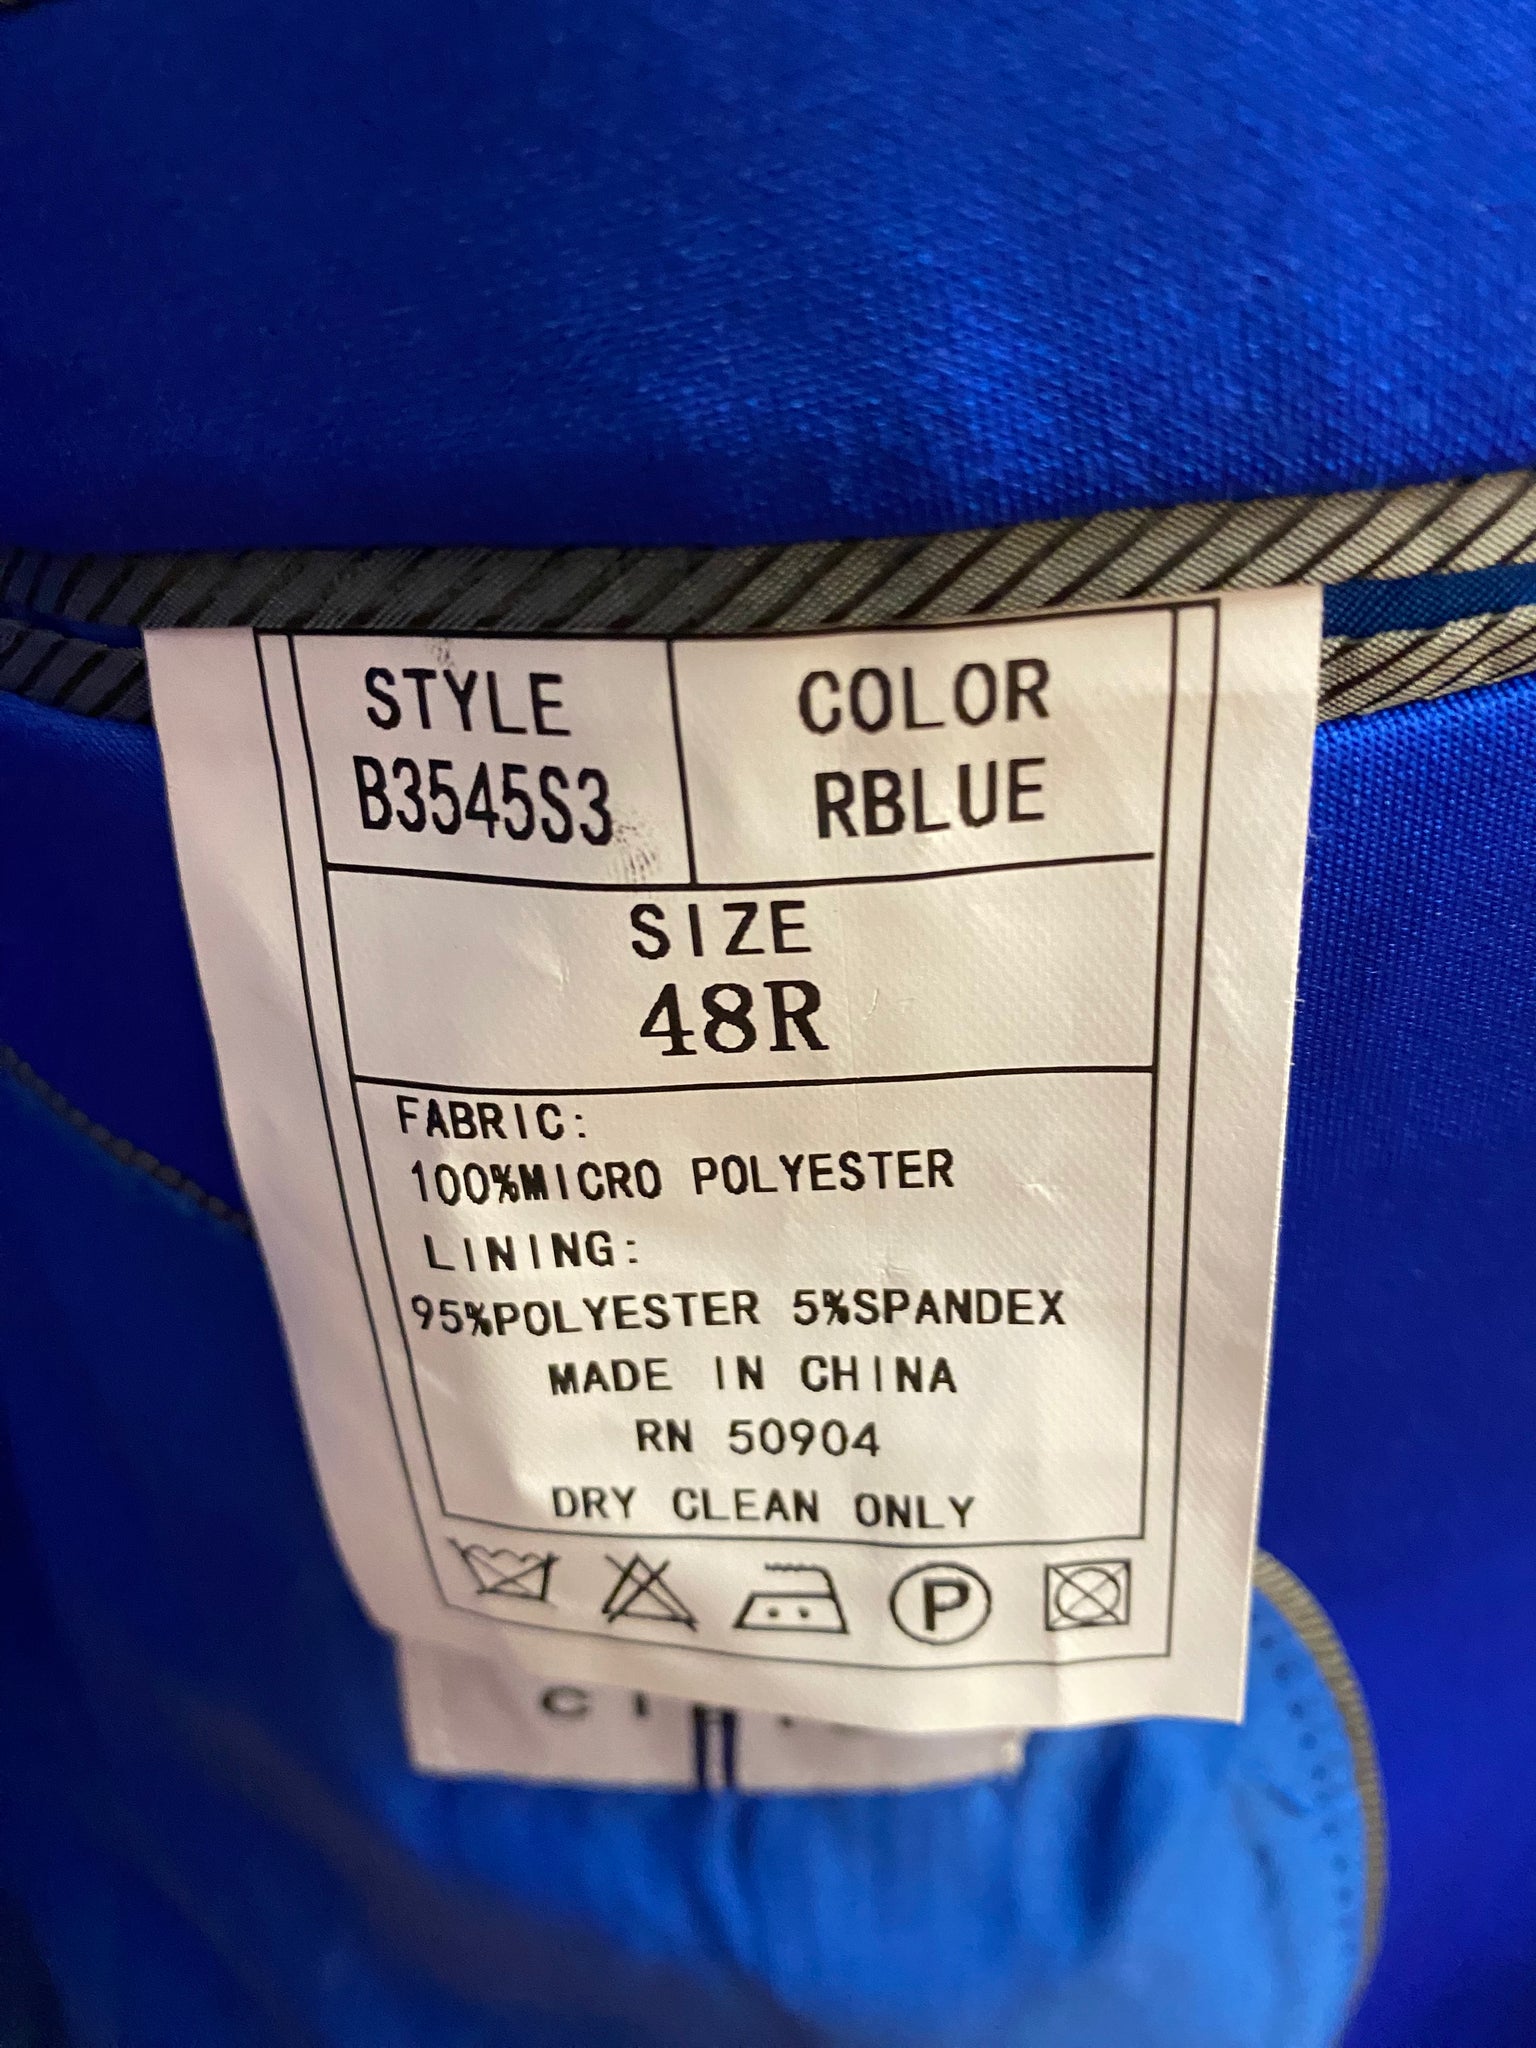 STYLE
B3545S3
COLOR
RBLUE
SIZE
48R
FABRIC:
100%MICRO POLYESTER
LINING:
95%POLYESTER 5%SPANDEX
MADE IN CHINA
RN 50904
DRY CLEAN ONLY
P